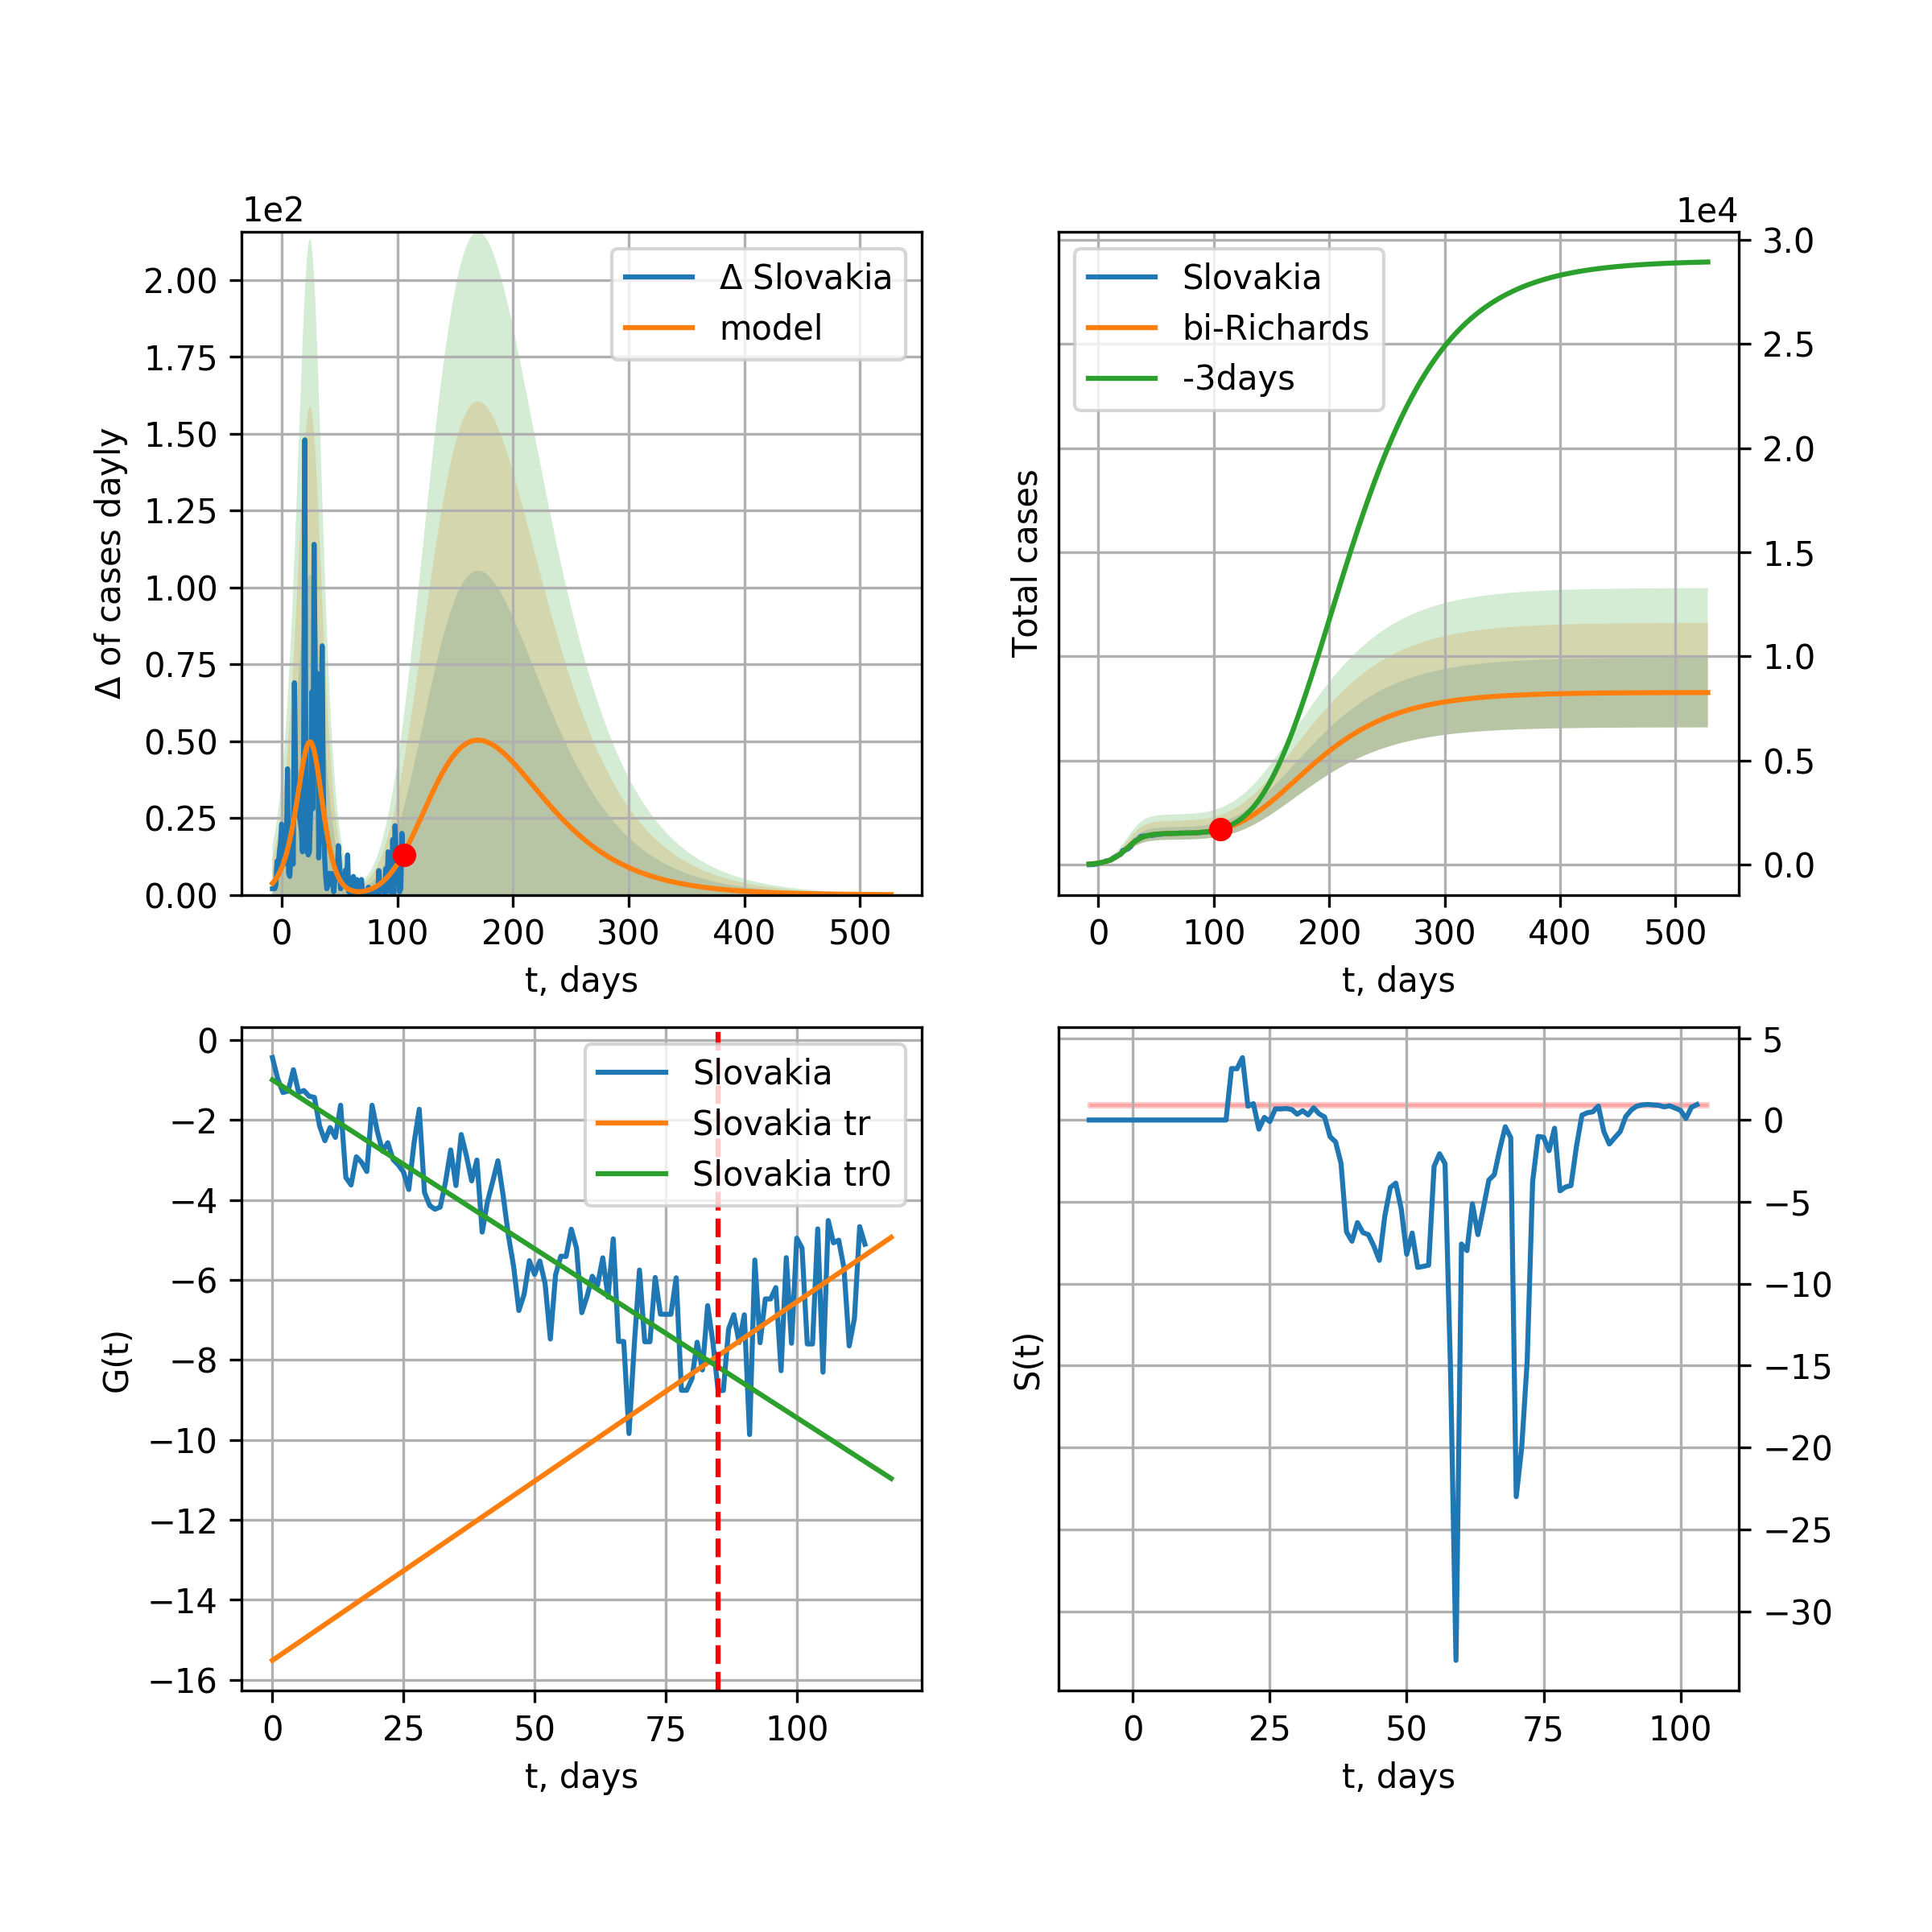 1e2
2.00
1.75
1.50
1.25
1.00
0.75
0.50
0.25
0.00
Δ of cases dayly
0 100 200 300 400 500
t, days
Δ Slovakia
model
1e4
3.0
2.5
2.0
1.5
1.0
0.5
0.0
Total cases
0 100 200 300 400 500
t, days
Slovakia
bi-Richards
-3days
0
−2
−4
−6
−8
−10
−12
−14
−16
G(t)
0 25 50 75 100
t, days
Slovakia
Slovakia tr
Slovakia tr0
5
0
−5
−10
−15
−20
−25
−30
S(t)
0 25 50 75 100
t, days